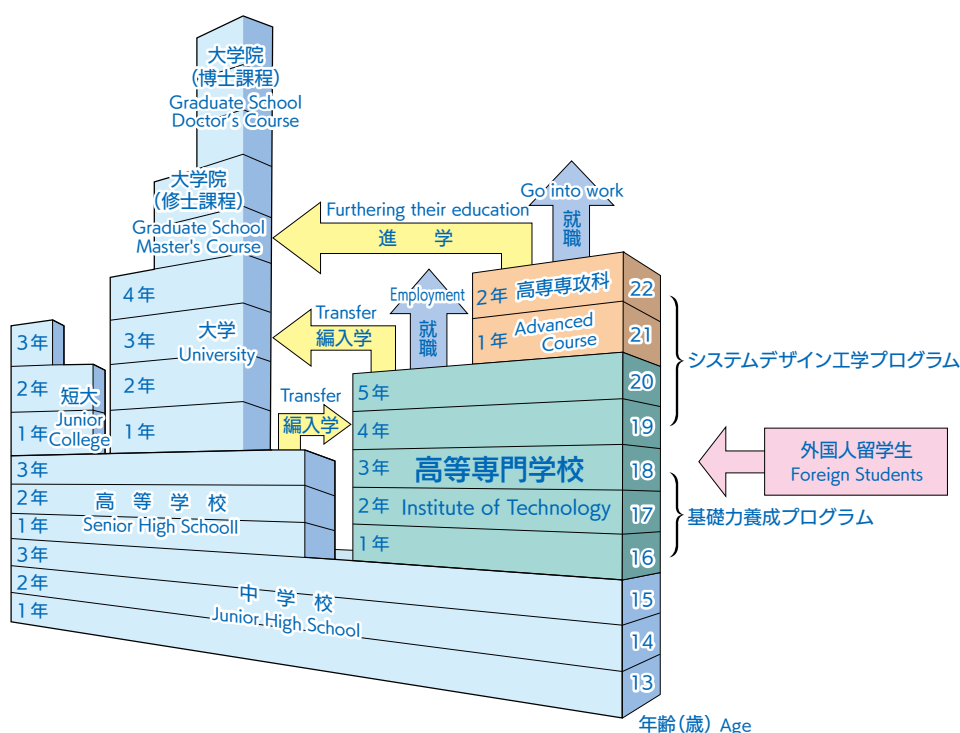 大学院
(博士課程)
Graduate School
Doctor's Course
大学院
(修士課程)
Graduate School
Master's Course
4年
3年
大学
University
2年
1年
3年
2年
短大
Junior
College
1年
3年
2年
高等学校
Senior High Schooll
1年
3年
2年
中学校
Junior High School
1年
Furthering their education
進学
Go into work
就職
Employment
就職
Transfer
編入学
Transfer
編入学
2年 高専専攻科
1年 Advanced
Course
5年
4年
3年 高等専門学校
2年 Institute of Technology
1年
22
21
20
19
18
17
16
15
14
13
年齢(歳) Age
システムデザイン工学プログラム
外国人留学生
Foreign Students
基礎力養成プログラム